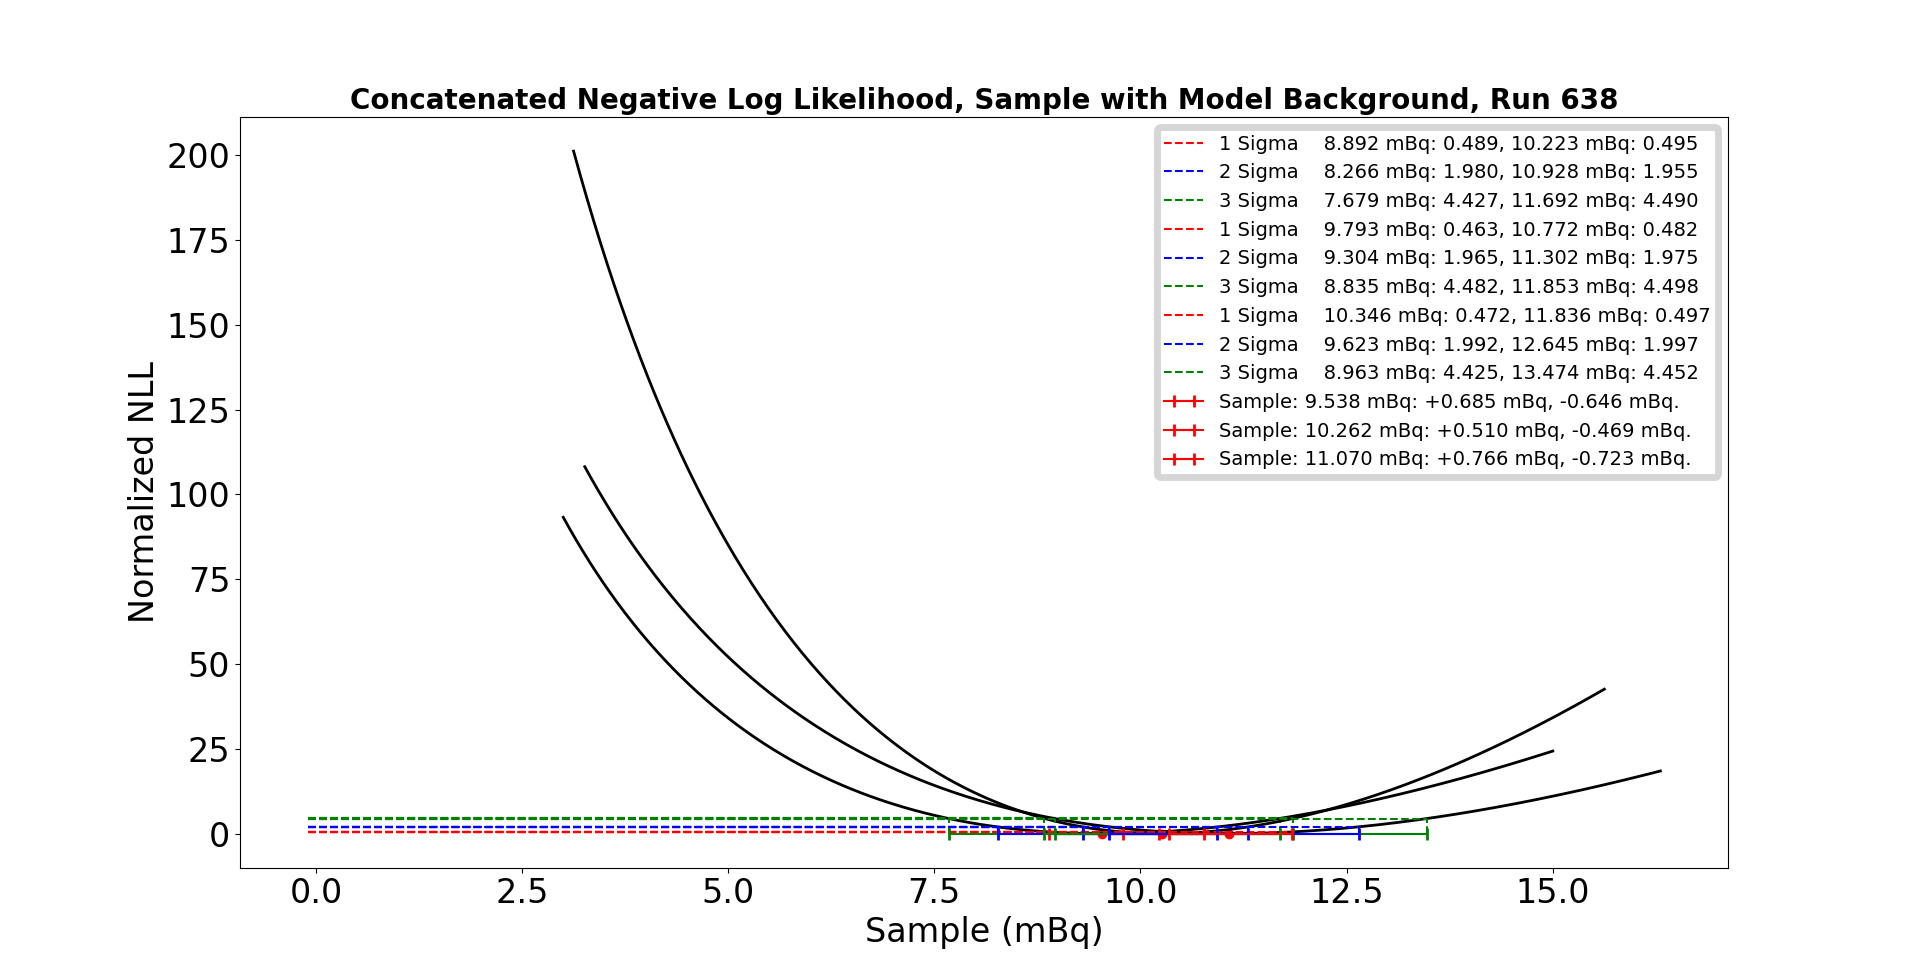 Concatenated Negative Log Likelihood, Sample with Model Background, Run 638
1 Sigma 8.892 mBq: 0.489, 10.223 mBq: 0.495
2 Sigma 8.266 mBq: 1.980, 10.928 mBq: 1.955
3 Sigma 7.679 mBq: 4.427, 11.692 mBq: 4.490
1 Sigma 9.793 mBq: 0.463, 10.772 mBq: 0.482
2 Sigma 9.304 mBq: 1.965, 11.302 mBq: 1.975
3 Sigma 8.835 mBq: 4.482, 11.853 mBq: 4.498
1 Sigma 10.346 mBq: 0.472, 11.836 mBq: 0.497
2 Sigma 9.623 mBq: 1.992, 12.645 mBq: 1.997
3 Sigma 8.963 mBq: 4.425, 13.474 mBq: 4.452
Sample: 9.538 mBq: +0.685 mBq, -0.646 mBq.
Sample: 10.262 mBq: +0.510 mBq, -0.469 mBq.
Sample: 11.070 mBq: +0.766 mBq, -0.723 mBq.
Normalized NLL
200
175
150
125
100
75
50
25
0
0.0 2.5 5.0 7.5 10.0 12.5 15.0
Sample (mBq)